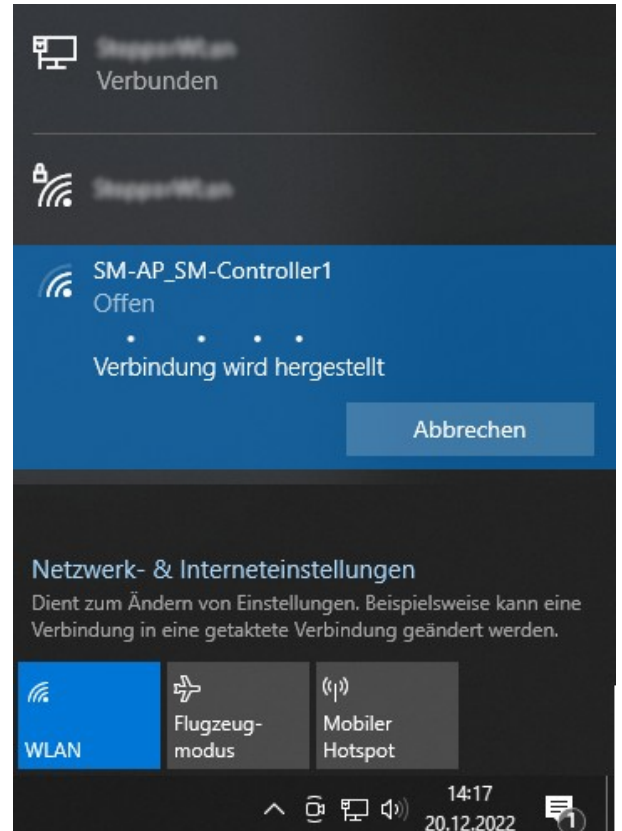 Verbunden
SM-AP_SM-Controller1
Offen
Verbindung wird hergestellt
Abbrechen
Netzwerk- & Interneteinstellungen
Dient zum Ändern von Einstellungen. Beispielsweise kann eine
Verbindung in eine getaktete Verbindung geändert werden.
WLAN
Flugzeug-
modus
Mobiler
Hotspot
14:17
20.12.2022
1